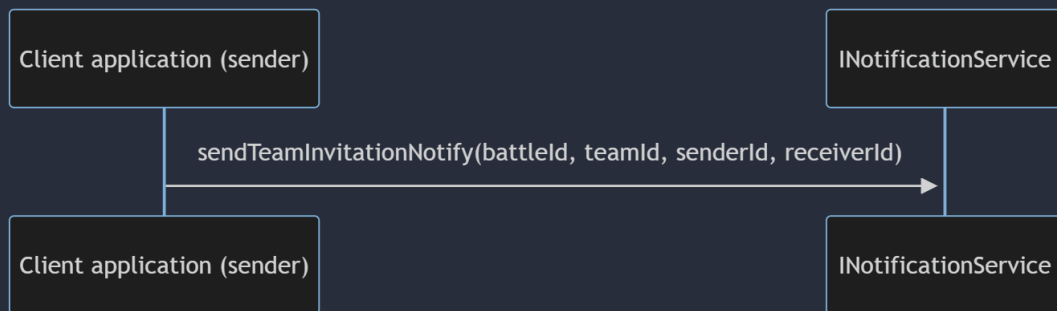 Client application (sender)
INotificationService
sendTeamInvitationNotify(battleId, teamId, senderId, receiverId)
Client application (sender)
INotificationService